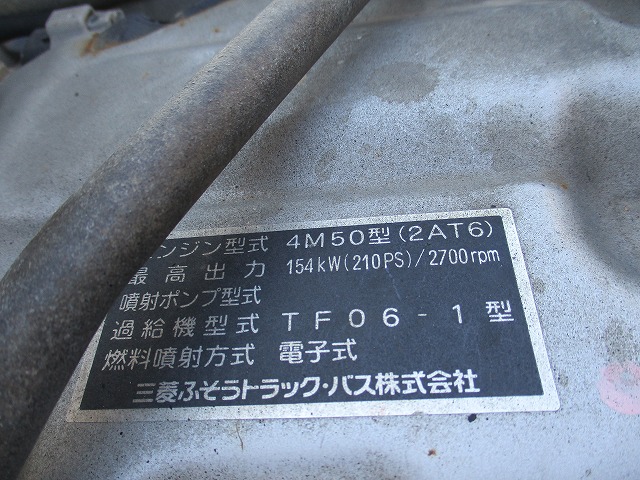 ンジン型式 4M50型(2AT6)
最高出力 154kW(210PS)/2700rpm
噴射ポンプ型式
過給機型式 TF06-1型
燃料噴射方式 電子式
三菱ふそうトラック・バス株式会社